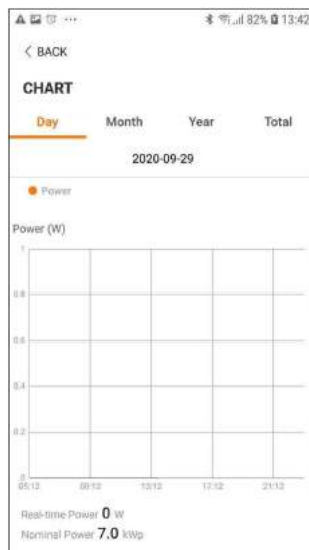 82% 13:42
< BACK
CHART
Day Month Year Total
2020-09-29
Power
Power (W)
1
0.8
0.6
0.4
0.2
0
05:12 09:12 13:12 17:12 21:12
Real-time Power 0 W
Nominal Power 7.0 kWp